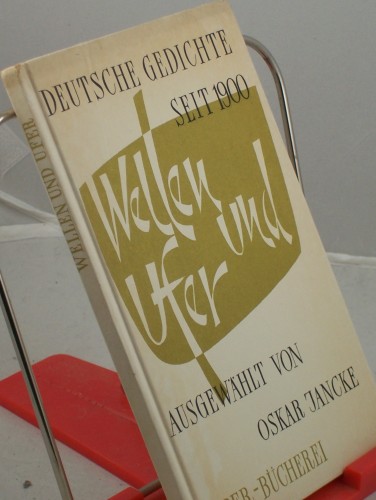 DEUTSCHE GEDICHTE
SEIT 1900
Wellen
und
Ufer
AUSGEWÄHLT VON
OSKAR JANCKE
BÜCHEREI
WELLEN UND UFER